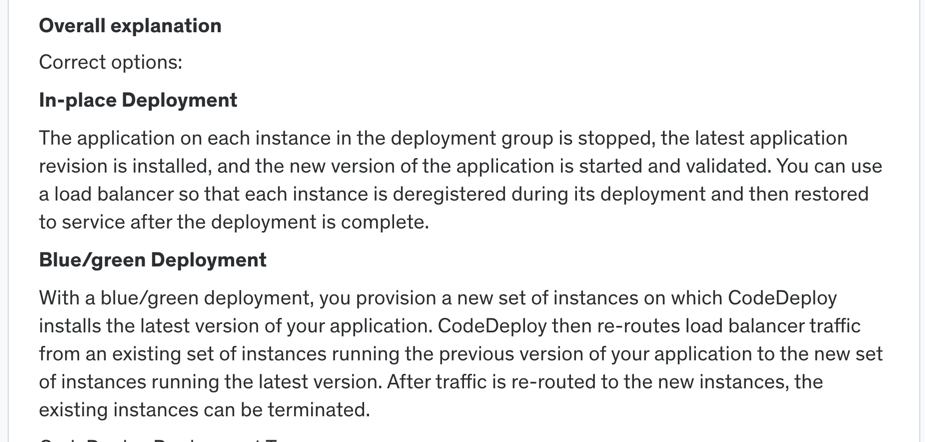 Overall explanation
Correct options:
In-place Deployment
The application on each instance in the deployment group is stopped, the latest application
revision is installed, and the new version of the application is started and validated. You can use
a load balancer so that each instance is deregistered during its deployment and then restored
to service after the deployment is complete.
Blue/green Deployment
With a blue/green deployment, you provision a new set of instances on which CodeDeploy
installs the latest version of your application. CodeDeploy then re-routes load balancer traffic
from an existing set of instances running the previous version of your application to the new set
of instances running the latest version. After traffic is re-routed to the new instances, the
existing instances can be terminated.